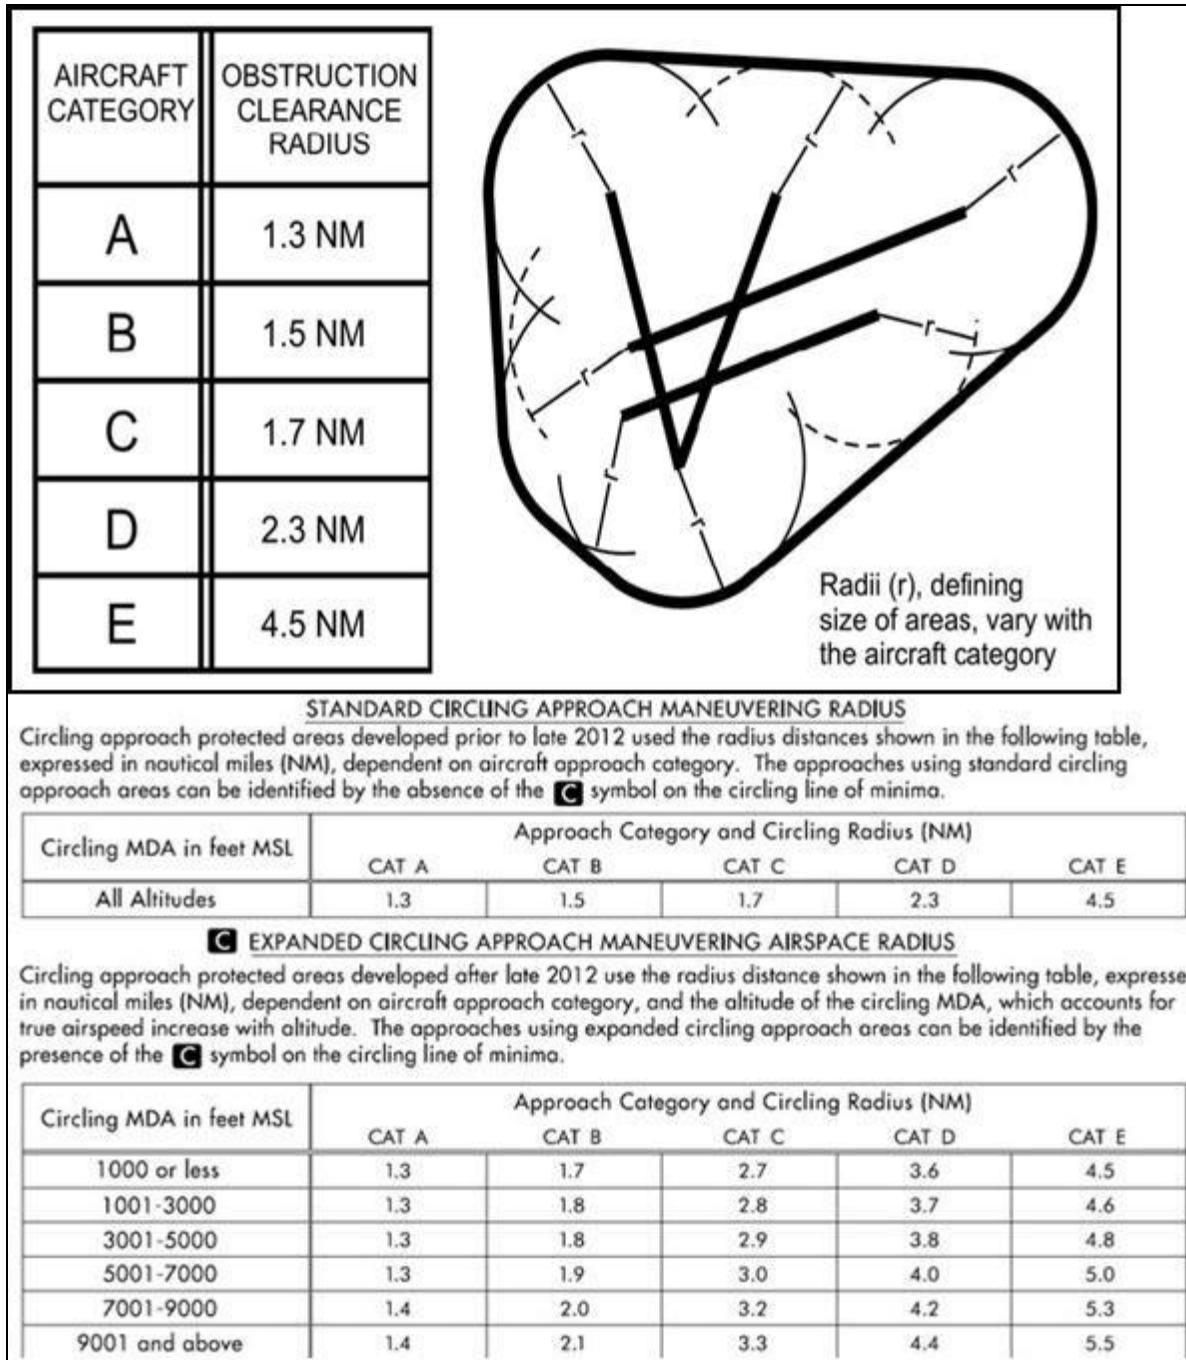 AIRCRAFT CATEGORY OBSTRUCTION CLEARANCE RADIUS
A 1.3 NM
B 1.5 NM
C 1.7 NM
D 2.3 NM
E 4.5 NM
r
r
r
r
r
r
r
Radii (r), defining
size of areas, vary with
the aircraft category
STANDARD CIRCLING APPROACH MANEUVERING RADIUS
Circling approach protected areas developed prior to late 2012 used the radius distances shown in the following table,
expressed in nautical miles (NM), dependent on aircraft approach category. The approaches using standard circling
approach areas can be identified by the absence of the C symbol on the circling line of minima.
Circling MDA in feet MSL Approach Category and Circling Radius (NM)
CAT A CAT B CAT C CAT D CAT E
All Altitudes 1.3 1.5 1.7 2.3 4.5
C EXPANDED CIRCLING APPROACH MANEUVERING AIRSPACE RADIUS
Circling approach protected areas developed after late 2012 use the radius distance shown in the following table, expresse
in nautical miles (NM), dependent on aircraft approach category, and the altitude of the circling MDA, which accounts for
true airspeed increase with altitude. The approaches using expanded circling approach areas can be identified by the
presence of the C symbol on the circling line of minima.
Circling MDA in feet MSL Approach Category and Circling Radius (NM)
CAT A CAT B CAT C CAT D CAT E
1000 or less 1.3 1.7 2.7 3.6 4.5
1001-3000 1.3 1.8 2.8 3.7 4.6
3001-5000 1.3 1.8 2.9 3.8 4.8
5001-7000 1.3 1.9 3.0 4.0 5.0
7001-9000 1.4 2.0 3.2 4.2 5.3
9001 and above 1.4 2.1 3.3 4.4 5.5